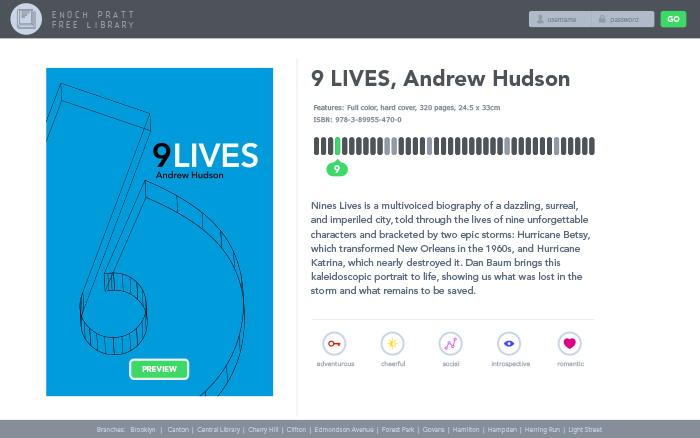 ENOCH PRATT
FREE LIBRARY
username
password
GO
9 LIVES, Andrew Hudson
Features: Full color, hard cover, 320 pages, 24.5 x 33cm
ISBN: 978-3-89955-470-0
9
9 LIVES
Andrew Hudson
PREVIEW
Nines Lives is a multivoiced biography of a dazzling, surreal,
and imperiled city, told through the lives of nine unforgettable
characters and bracketed by two epic storms: Hurricane Betsy,
which transformed New Orleans in the 1960s, and Hurricane
Katrina, which nearly destroyed it. Dan Baum brings this
kaleidoscopic portrait to life, showing us what was lost in the
storm and what remains to be saved.
adventurous
cheerful
social
introspective
romantic
Branches: Brooklyn | Canton | Central Library | Cherry Hill | Clifton | Edmondson Avenue | Forest Park | Govans | Hamilton | Hampden | Herring Run | Light Street